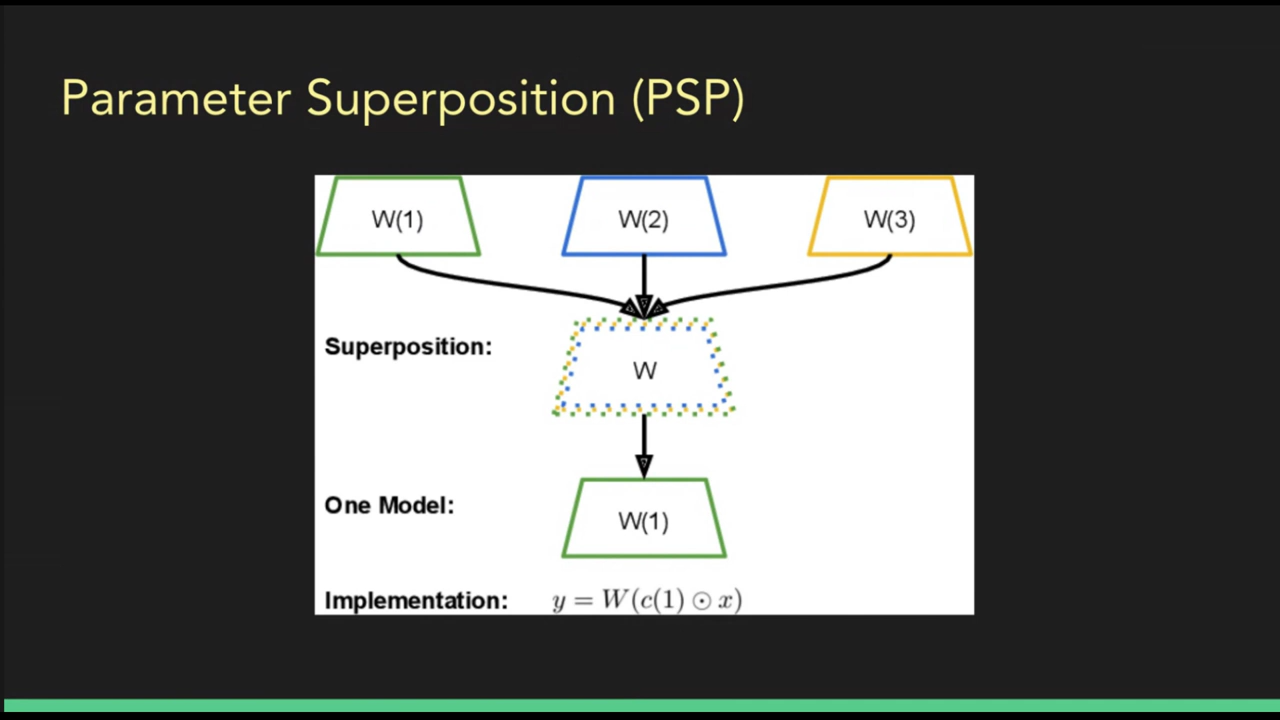 Parameter Superposition (PSP)
W(1) W(2) W(3)
Superposition:
W
One Model:
W(1)
Implementation: y = W(c(1) ⊙ x)